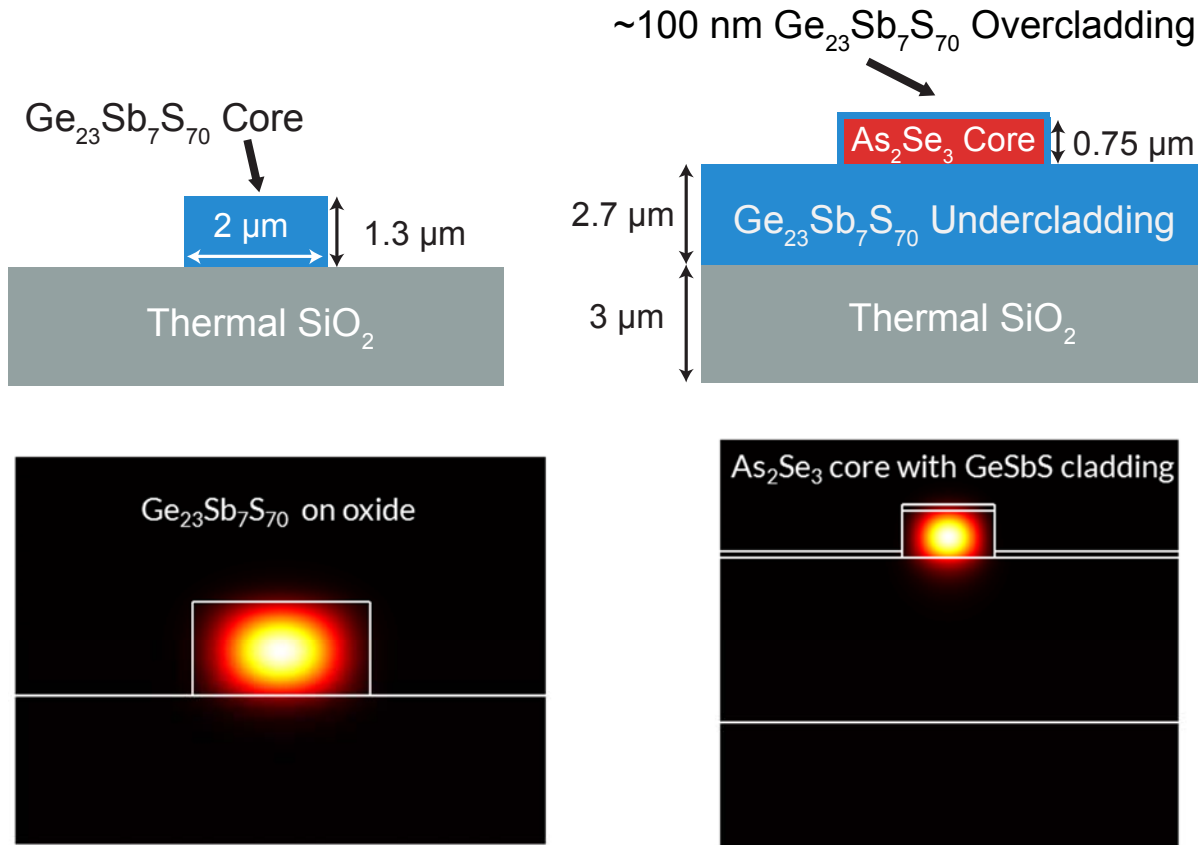 ~100 nm Ge₂₃Sb₇S₇₀ Overcladding
Ge₂₃Sb₇S₇₀ Core
As₂Se₃ Core
0.75 µm
2 µm
1.3 µm
2.7 µm
Ge₂₃Sb₇S₇₀ Undercladding
Thermal SiO₂
3 µm
Thermal SiO₂
Ge₂₃Sb₇S₇₀ on oxide
As₂Se₃ core with GeSbS cladding